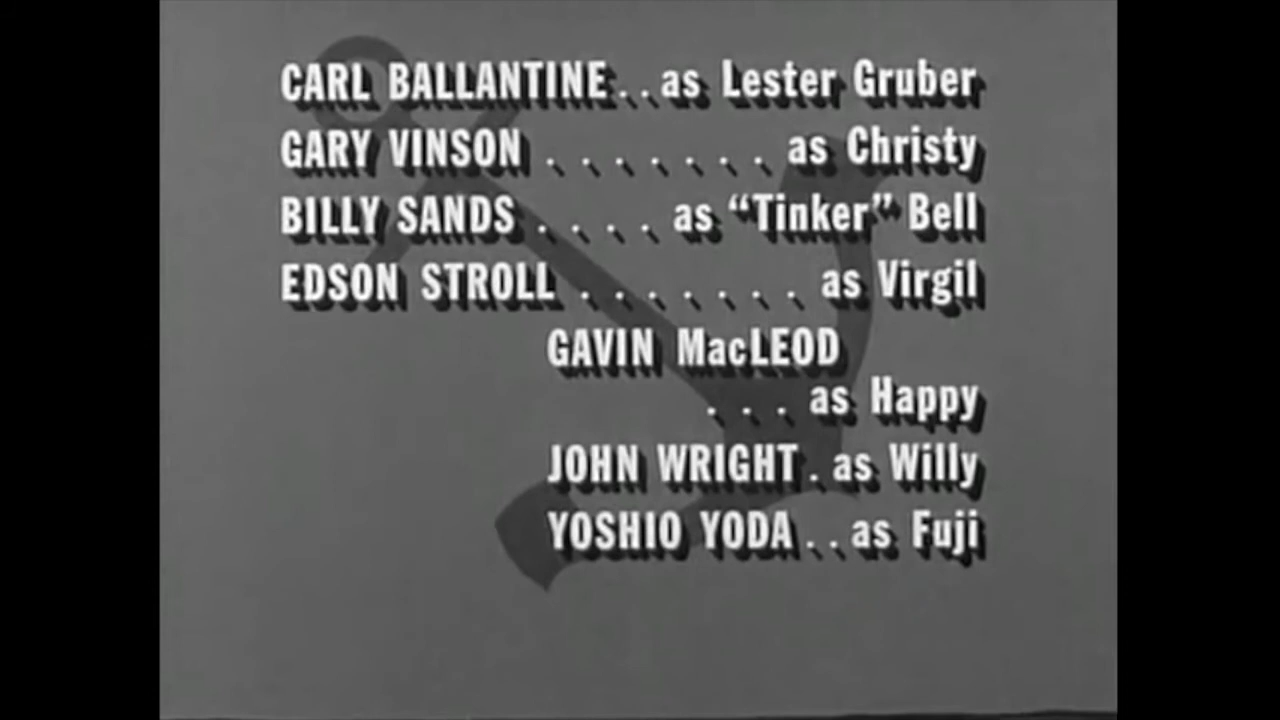 CARL BALLANTINE . . as Lester Gruber
GARY VINSON . . . . . . . as Christy
BILLY SANDS . . . . as “Tinker” Bell
EDSON STROLL . . . . . . . as Virgil
GAVIN MacLEOD
. . . as Happy
JOHN WRIGHT . as Willy
YOSHIO YODA . . as Fuji